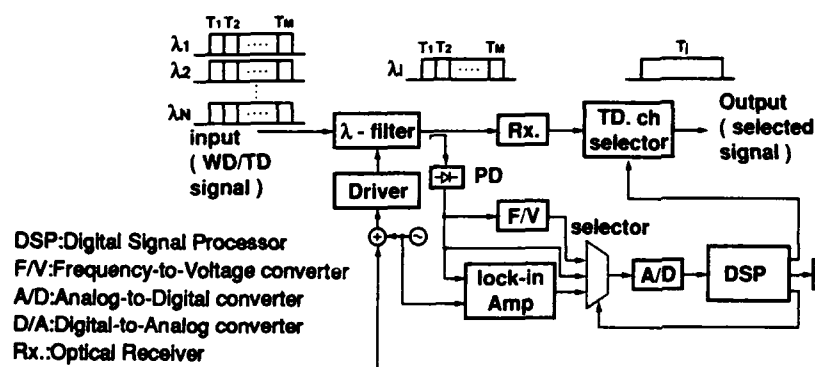 T1 T2 .... TM
λ1
λ2
λN
input
( WD/TD
signal )
T1 T2 TM
λi ....
Tj
λ - filter
Rx.
TD. ch
selector
Output
( selected
signal )
Driver
PD
F/V
selector
lock-in
Amp
A/D
DSP
DSP:Digital Signal Processor
F/V:Frequency-to-Voltage converter
A/D:Analog-to-Digital converter
D/A:Digital-to-Analog converter
Rx.:Optical Receiver